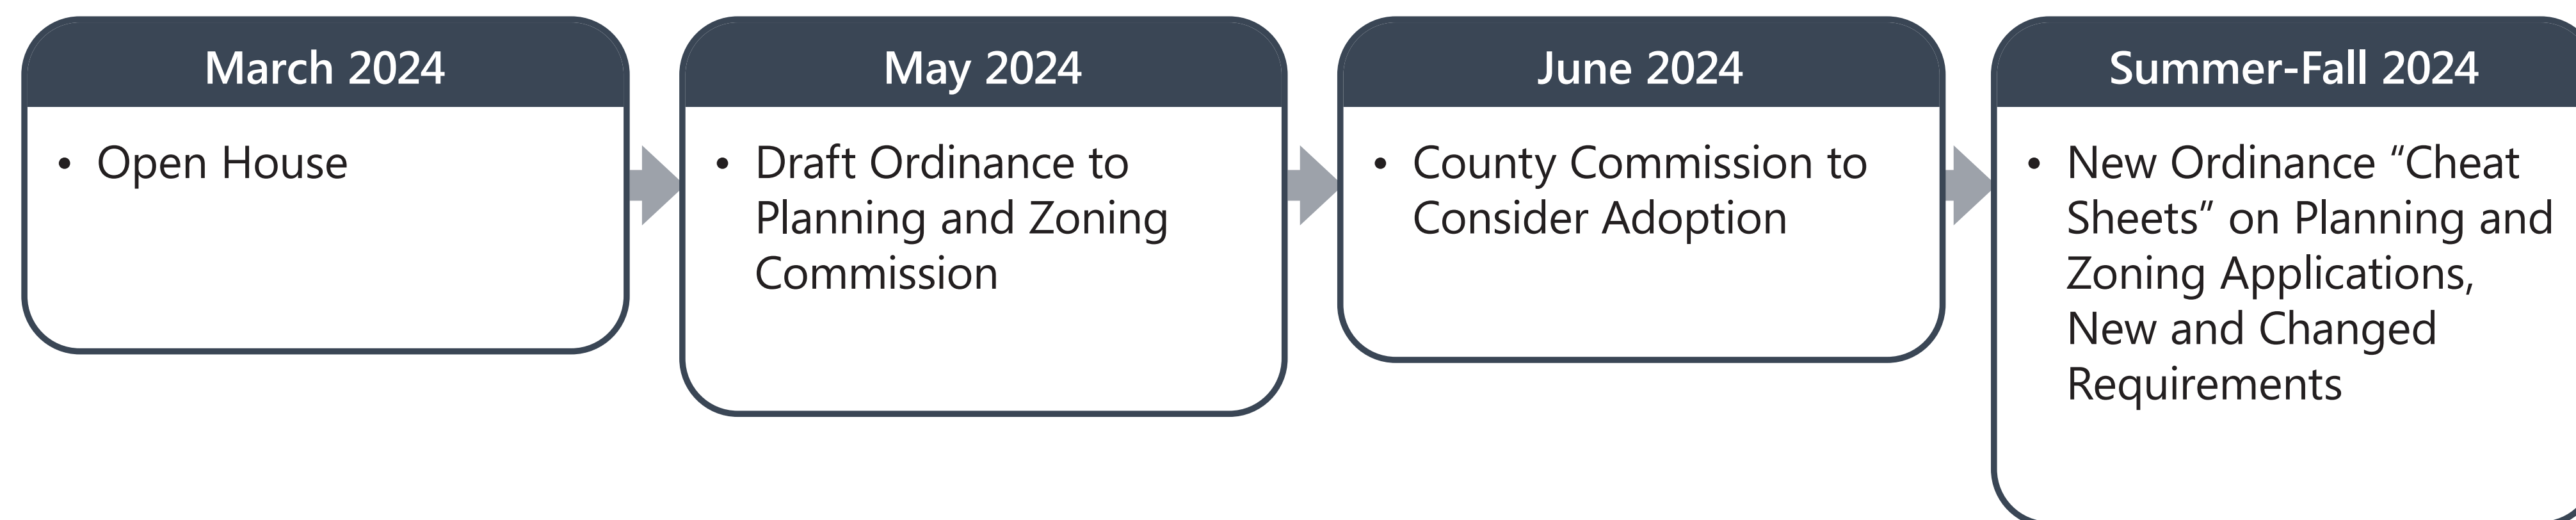 March 2024
• Open House
May 2024
• Draft Ordinance to
Planning and Zoning
Commission
June 2024
• County Commission to
Consider Adoption
Summer-Fall 2024
• New Ordinance “Cheat
Sheets” on Planning and
Zoning Applications,
New and Changed
Requirements